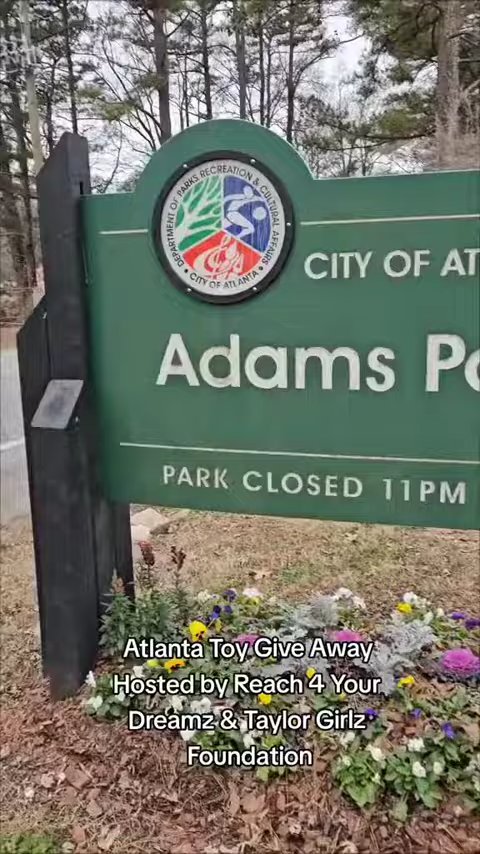 DEPARTMENT OF PARKS RECREATION & CULTURAL AFFAIRS
• CITY OF ATLANTA •
CITY OF AT
Adams Pa
PARK CLOSED 11PM
Atlanta Toy Give Away
Hosted by Reach 4 Your
Dreamz & Taylor Girlz
Foundation